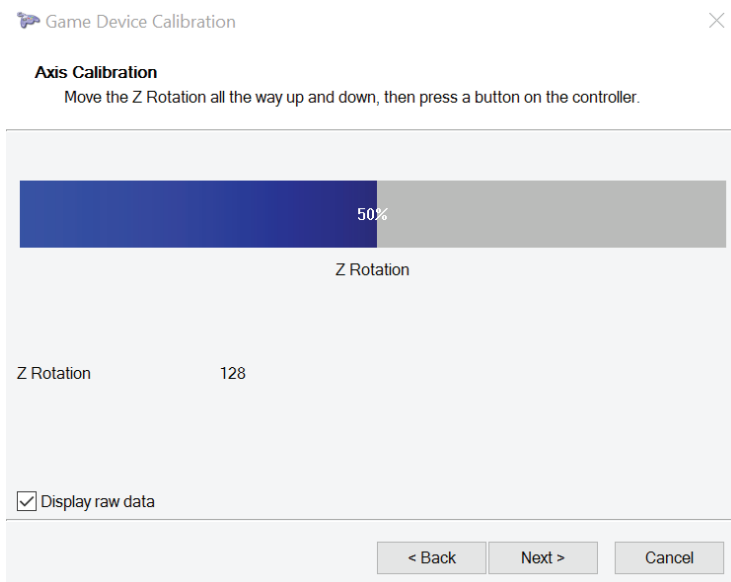 Game Device Calibration
Axis Calibration
Move the Z Rotation all the way up and down, then press a button on the controller.
50%
Z Rotation
Z Rotation 128
Display raw data
< Back Next > Cancel